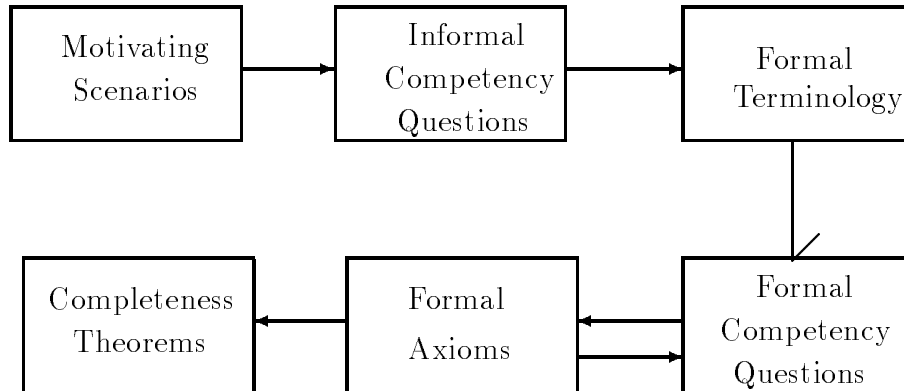 Motivating
Scenarios
Informal
Competency
Questions
Formal
Terminology
Completeness
Theorems
Formal
Axioms
Formal
Competency
Questions